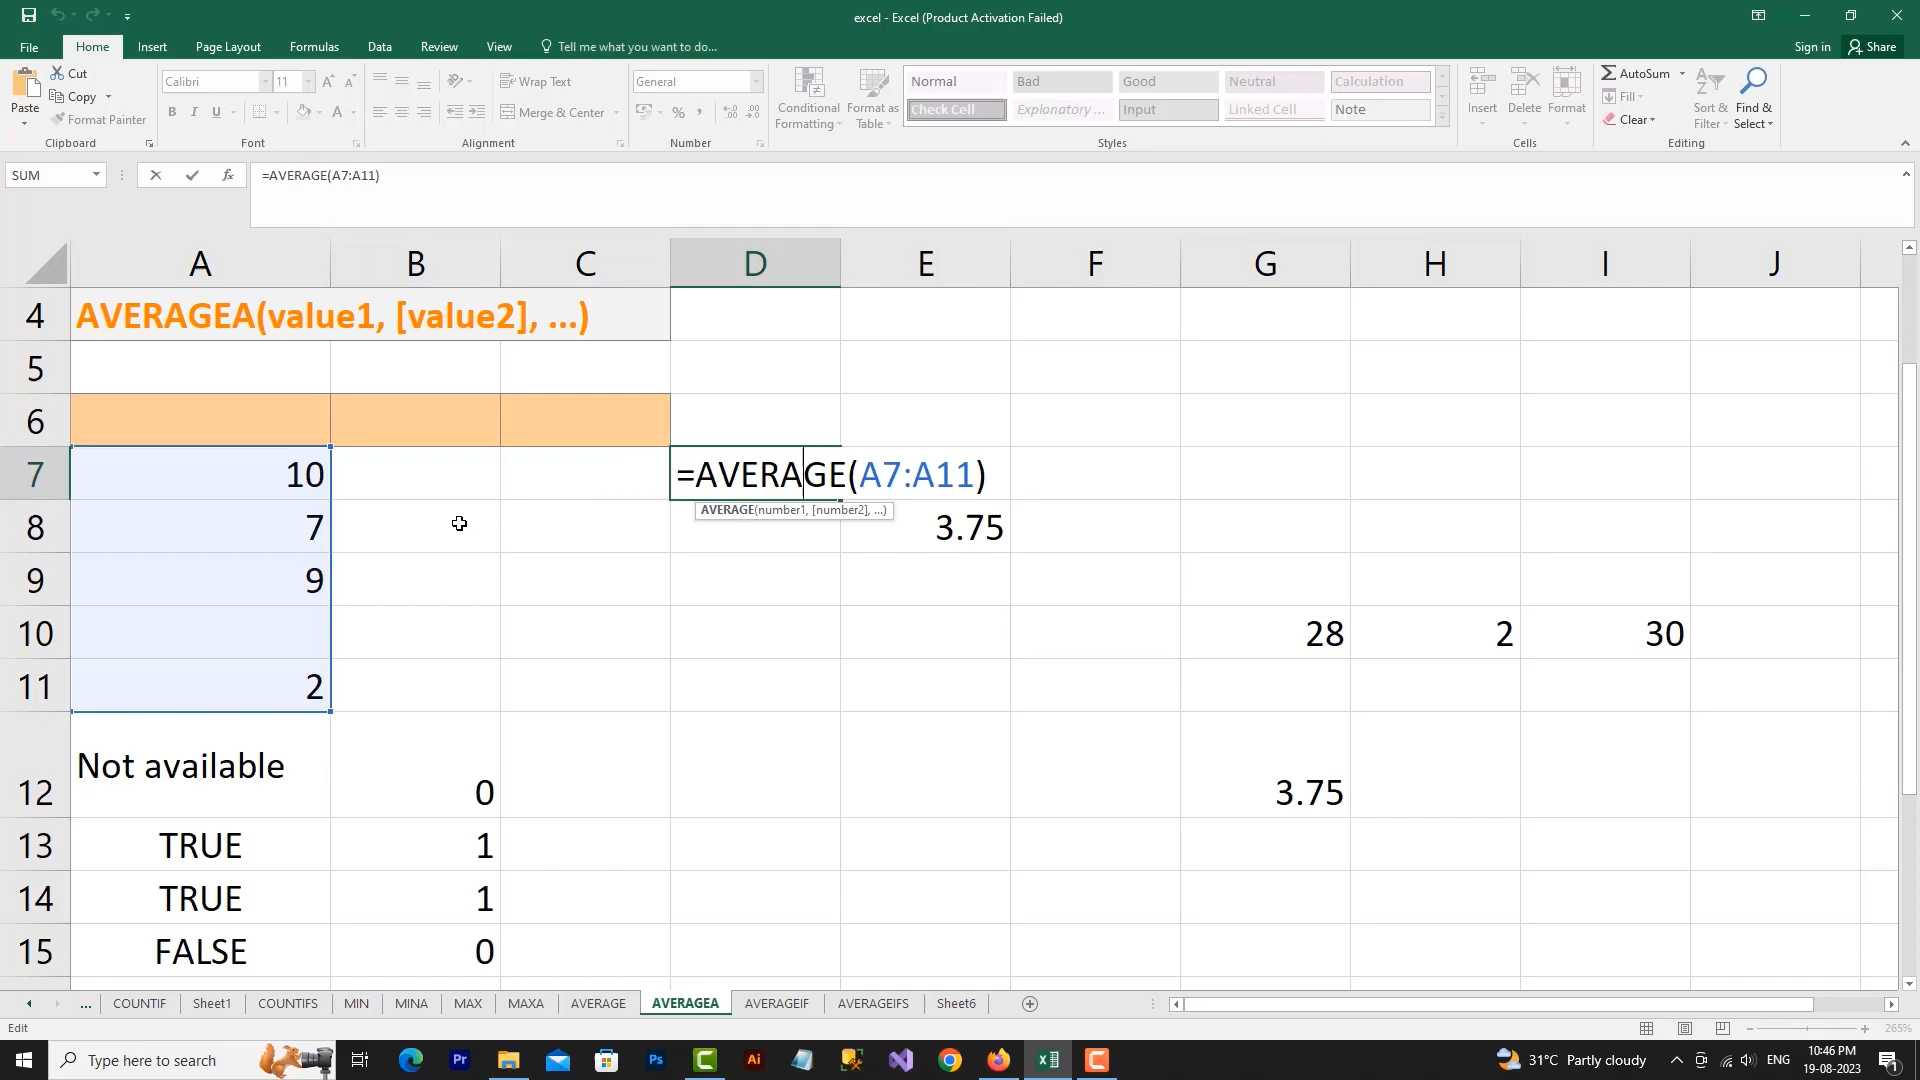 excel - Excel (Product Activation Failed)
File Home Insert Page Layout Formulas Data Review View Tell me what you want to do... Sign in Share
Paste Cut Copy Format Painter Clipboard
Calibri 11 B I U A Font
Wrap Text Merge & Center Alignment
General % , Number
Conditional Formatting Format as Table
Normal Bad Good Neutral Calculation
Check Cell Explanatory ... Input Linked Cell Note
Styles
Insert Delete Format Cells
AutoSum Fill Clear Sort & Filter Find & Select Editing
SUM fx =AVERAGE(A7:A11)
A B C D E F G H I J
4 AVERAGEA(value1, [value2], ...)
5
6
7 10 =AVERAGE(A7:A11)
AVERAGE(number1, [number2], ...)
8 7 3.75
9 9
10 28 2 30
11 2
12 Not available 0 3.75
13 TRUE 1
14 TRUE 1
15 FALSE 0
... COUNTIF Sheet1 COUNTIFS MIN MINA MAX MAXA AVERAGE AVERAGEA AVERAGEIF AVERAGEIFS Sheet6
Edit 265%
Type here to search Pr Ps Ai 31°C Partly cloudy ENG 10:46 PM
19-08-2023 1